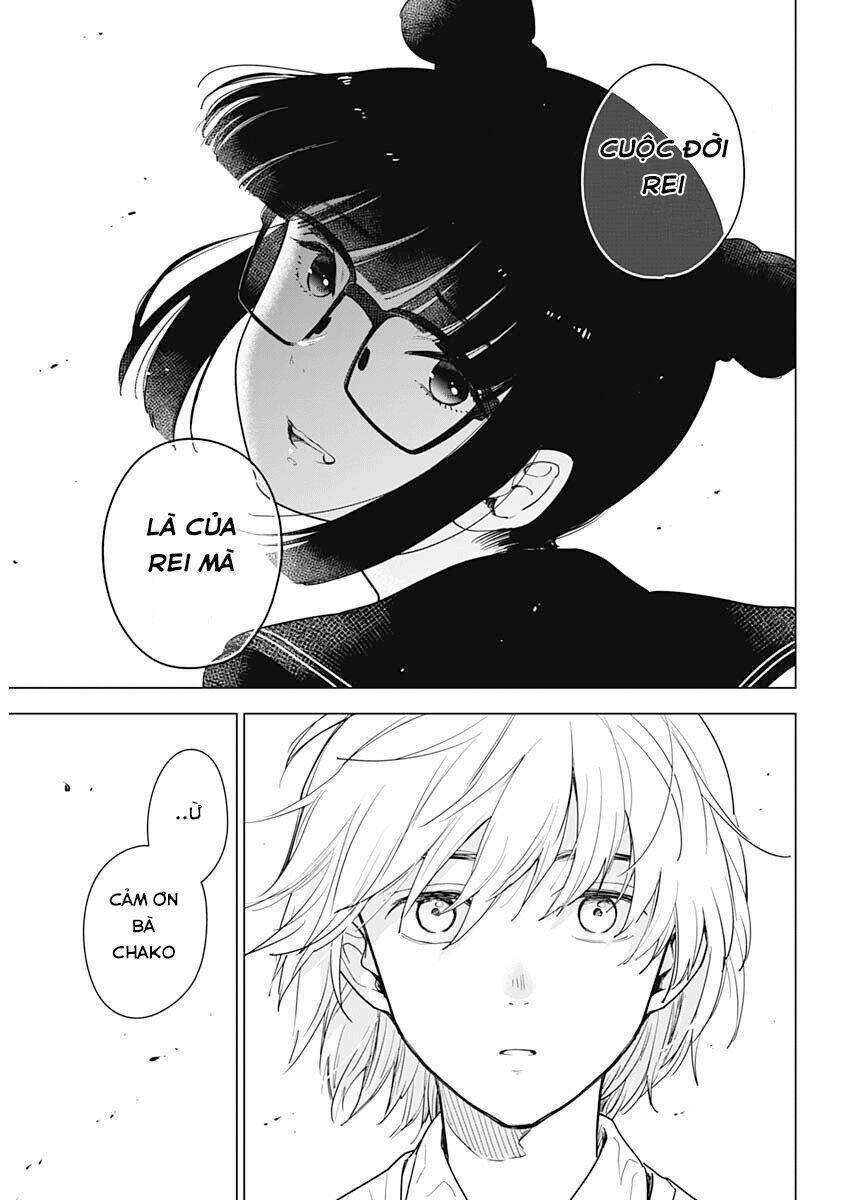 CUỘC ĐỜI
REI
LÀ CỦA
REI MÀ
..Ừ
CẢM ƠN
BÀ
CHAKO